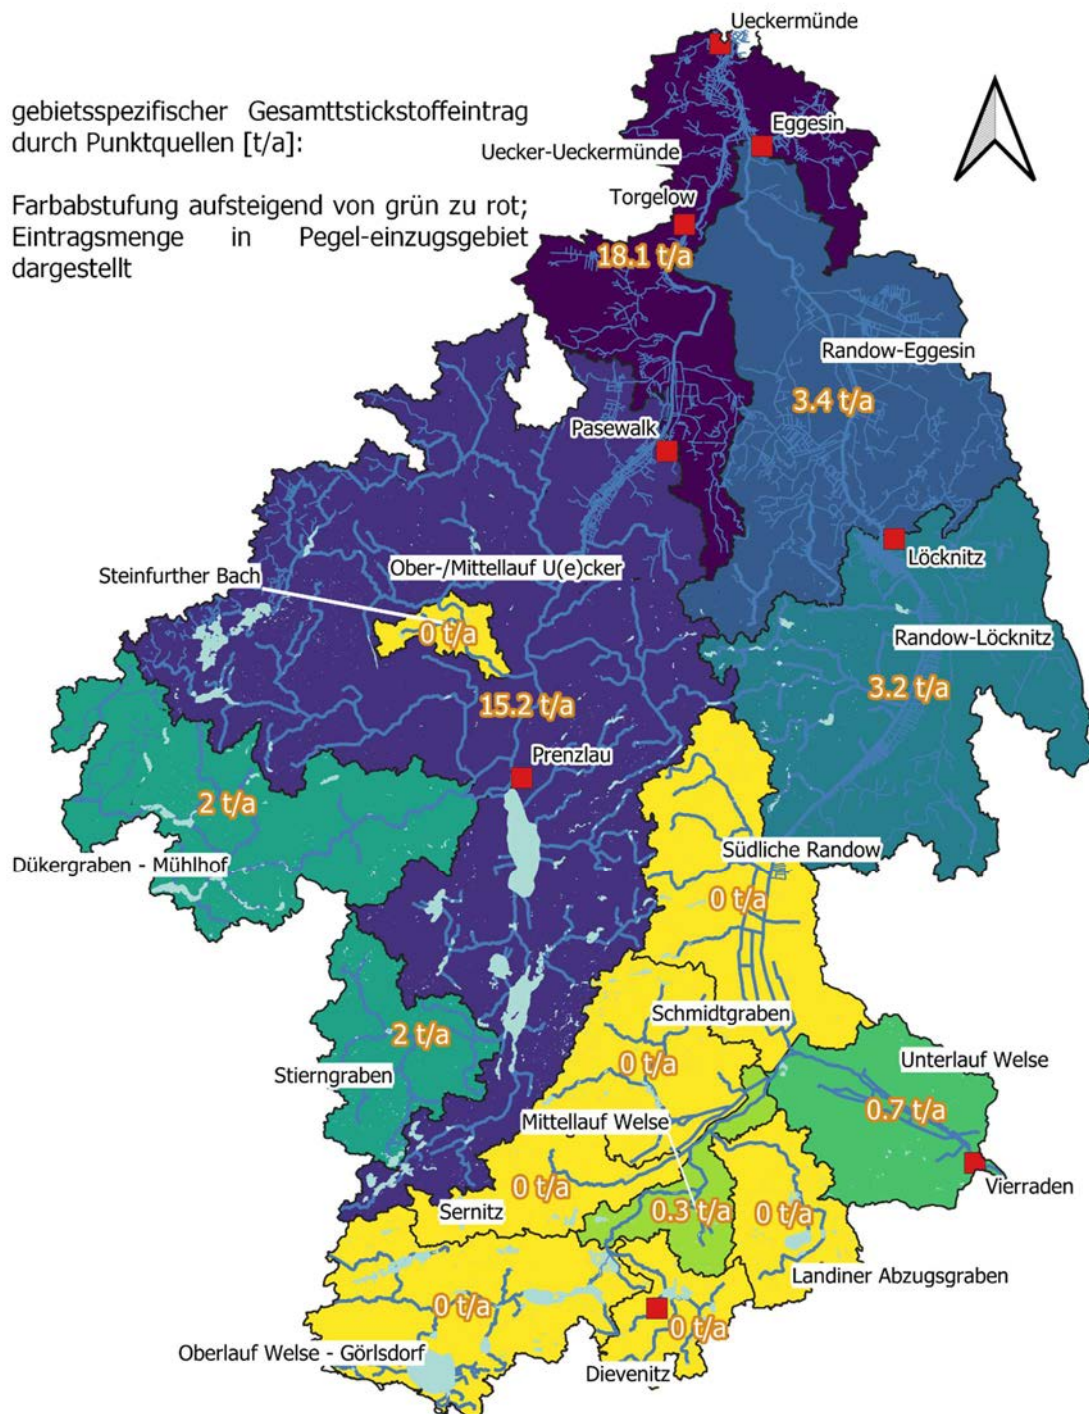 Ueckermünde
gebietsspezifischer Gesamttstickstoffeintrag
durch Punktquellen [t/a]:
Eggesin
Uecker-Ueckermünde
Farbabstufung aufsteigend von grün zu rot;
Eintragsmenge in Pegel-einzugsgebiet
dargestellt
Torgelow
18.1 t/a
Randow-Eggesin
3.4 t/a
Pasewalk
Löcknitz
Ober-/Mittellauf U(e)cker
Steinfurther Bach
Randow-Löcknitz
0 t/a
3.2 t/a
15.2 t/a
Prenzlau
2 t/a
Südliche Randow
Dükergraben - Mühlhof
0 t/a
Schmidtgraben
2 t/a
Unterlauf Welse
0 t/a
Stierngraben
0.7 t/a
Mittellauf Welse
Vierraden
0 t/a
Sernitz
0.3 t/a
0 t/a
Landiner Abzugsgraben
0 t/a
0 t/a
Oberlauf Welse - Görlsdorf
Dievenitz